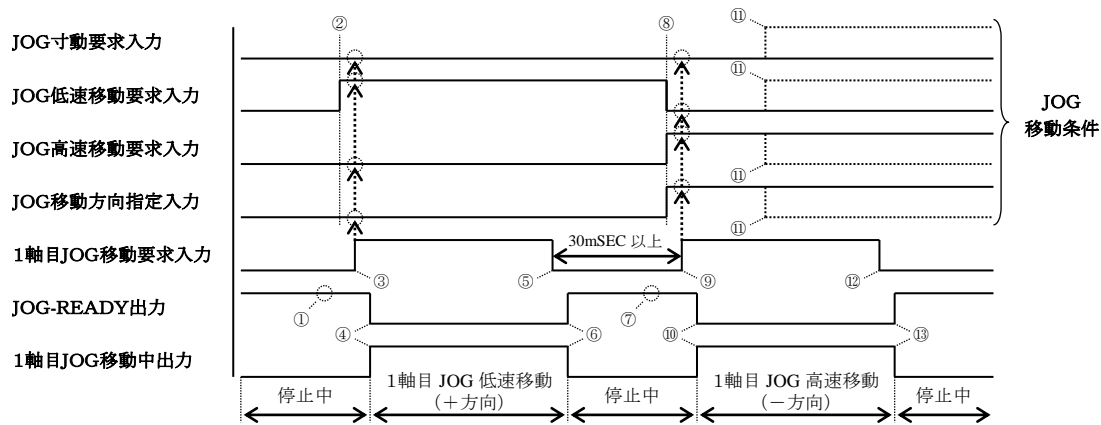 ② ⑧ ⑪
JOG寸動要求入力
⑪
JOG低速移動要求入力
JOG
移動条件
JOG高速移動要求入力
⑪
JOG移動方向指定入力
⑪
1軸目JOG移動要求入力
30mSEC 以上
③ ⑤ ⑨ ⑫
JOG-READY出力
① ⑦
④ ⑥ ⑩ ⑬
1軸目JOG移動中出力
停止中
1軸目 JOG 低速移動
(+方向)
停止中
1軸目 JOG 高速移動
(-方向)
停止中